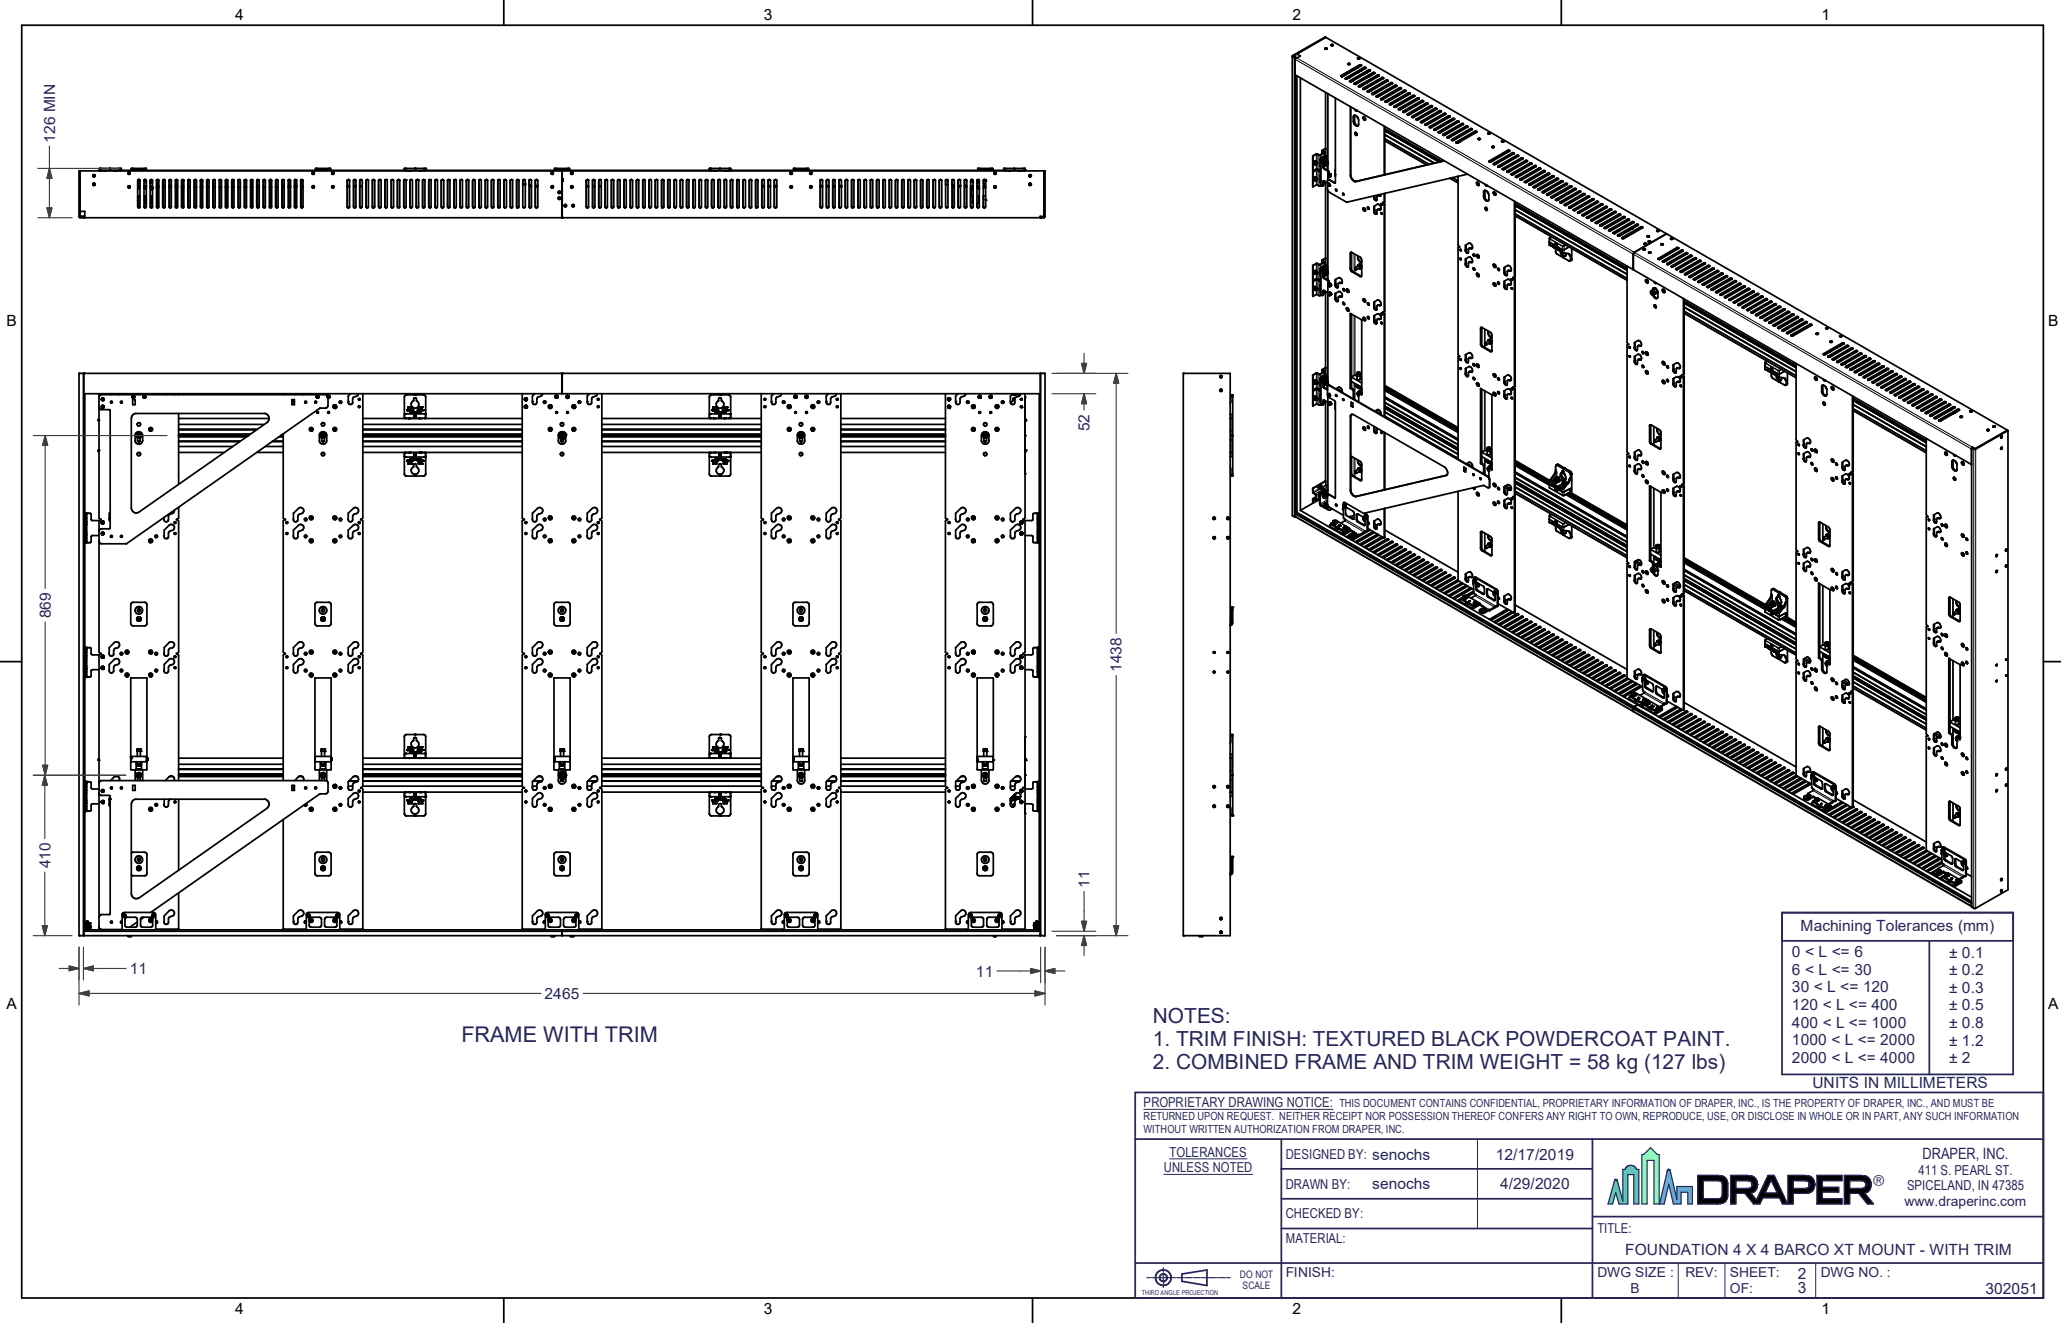 4
3
2
1
B
B
A
A
126 MIN
869
410
52
1438
11
11
11
2465
FRAME WITH TRIM
NOTES:
1. TRIM FINISH: TEXTURED BLACK POWDERCOAT PAINT.
2. COMBINED FRAME AND TRIM WEIGHT = 58 kg (127 lbs)
Machining Tolerances (mm)
0 < L <= 6 ± 0.1
6 < L <= 30 ± 0.2
30 < L <= 120 ± 0.3
120 < L <= 400 ± 0.5
400 < L <= 1000 ± 0.8
1000 < L <= 2000 ± 1.2
2000 < L <= 4000 ± 2
UNITS IN MILLIMETERS
PROPRIETARY DRAWING NOTICE: THIS DOCUMENT CONTAINS CONFIDENTIAL, PROPRIETARY INFORMATION OF DRAPER, INC., IS THE PROPERTY OF DRAPER, INC., AND MUST BE
RETURNED UPON REQUEST. NEITHER RECEIPT NOR POSSESSION THEREOF CONFERS ANY RIGHT TO OWN, REPRODUCE, USE, OR DISCLOSE IN WHOLE OR IN PART, ANY SUCH INFORMATION
WITHOUT WRITTEN AUTHORIZATION FROM DRAPER, INC.
TOLERANCES
UNLESS NOTED
DESIGNED BY: senochs 12/17/2019
DRAWN BY: senochs 4/29/2020
CHECKED BY:
MATERIAL:
FINISH:
THIRD ANGLE PROJECTION
DO NOT
SCALE
DRAPER®
DRAPER, INC.
411 S. PEARL ST.
SPICELAND, IN 47385
www.draperinc.com
TITLE:
FOUNDATION 4 X 4 BARCO XT MOUNT - WITH TRIM
DWG SIZE :
B
REV:
SHEET: 2
OF: 3
DWG NO. :
302051
4
3
2
1